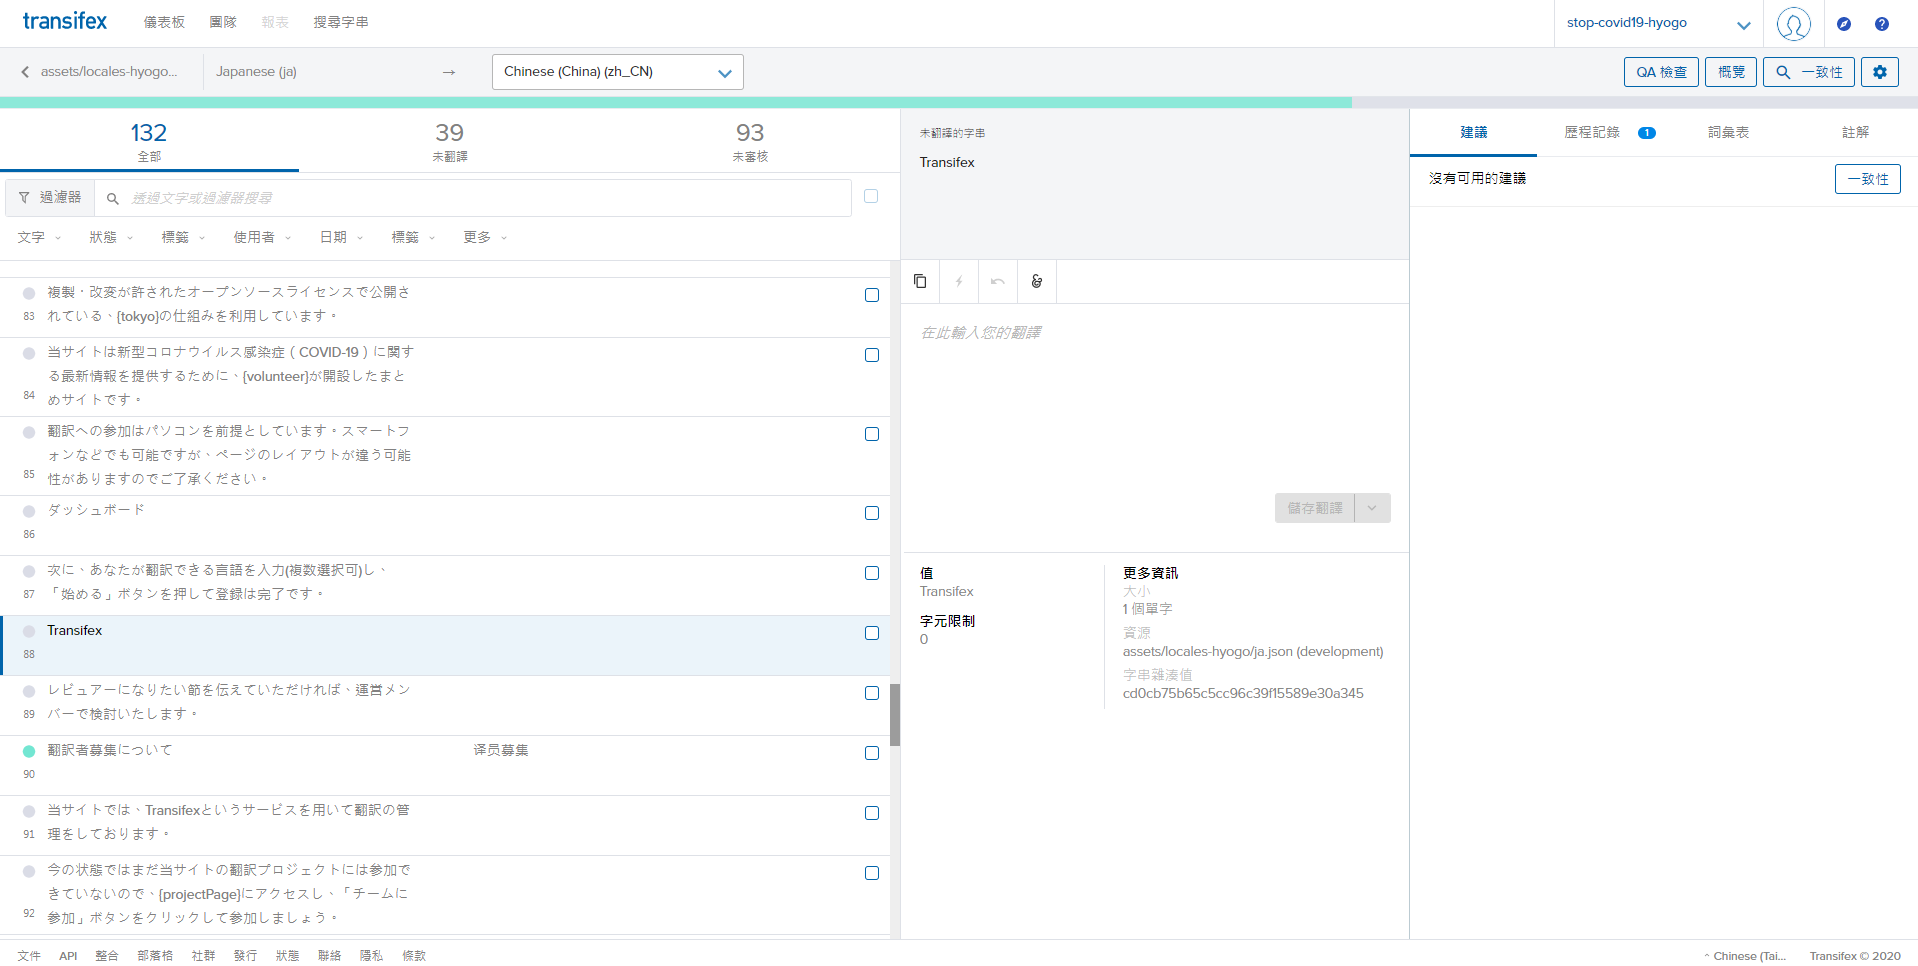 transifex 儀表板 團隊 報表 搜尋字串 stop-covid19-hyogo
assets/locales-hyogo... Japanese (ja) → Chinese (China) (zh_CN) QA 檢查 概覽 一致性
132 39 93
全部 未翻譯 未審核
過濾器 透過文字或過濾器搜尋
文字 狀態 標籤 使用者 日期 標籤 更多
複製・改変が許されたオープンソースライセンスで公開さ
83 れている、{tokyo}の仕組みを利用しています。
当サイトは新型コロナウイルス感染症（COVID-19）に関す
る最新情報を提供するために、{volunteer}が開設したまと
84 めサイトです。
翻訳への参加はパソコンを前提としています。スマートフ
ォンなどでも可能ですが、ページのレイアウトが違う可能
85 性がありますのでご了承ください。
ダッシュボード
86
次に、あなたが翻訳できる言語を入力(複数選択可)し、
87 「始める」ボタンを押して登録は完了です。
Transifex
88
レビュアーになりたい節を伝えていただければ、運営メン
89 バーで検討いたします。
翻訳者募集について 译员募集
90
当サイトでは、Transifexというサービスを用いて翻訳の管
91 理をしております。
今の状態ではまだ当サイトの翻訳プロジェクトには参加で
きていないので、{projectPage}にアクセスし、「チームに
92 参加」ボタンをクリックして参加しましょう。
未翻譯的字串
Transifex
在此輸入您的翻譯
儲存翻譯
值
Transifex
字元限制
0
更多資訊
大小
1 個單字
資源
assets/locales-hyogo/ja.json (development)
字串雜湊值
cd0cb75b65c5cc96c39f15589e30a345
建議 歷程記錄 1 詞彙表 註解
沒有可用的建議 一致性
文件 API 整合 部落格 社群 發行 狀態 聯絡 隱私 條款 Chinese (Tai... Transifex © 2020